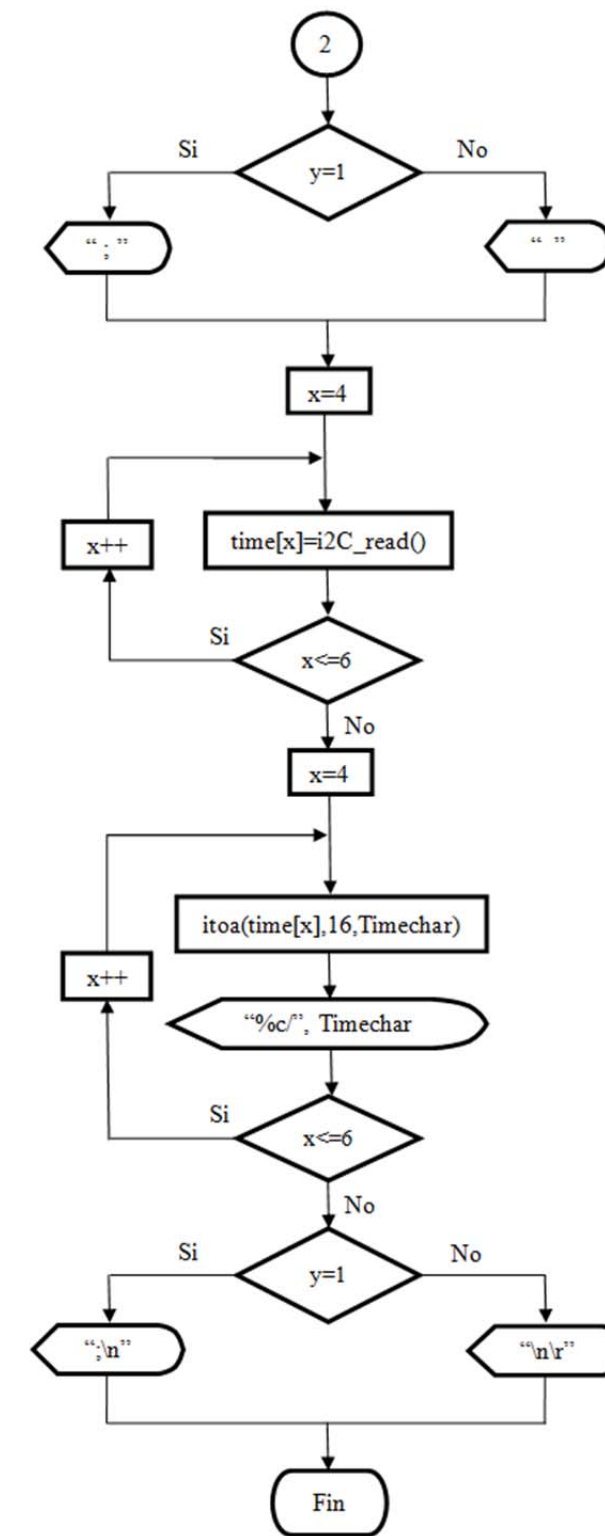 2
Si
No
y=1
“ ; ”
“ ”
x=4
x++
time[x]=i2C_read()
Si
x<=6
No
x=4
itoa(time[x],16,Timechar)
x++
“%c/”, Timechar
Si
x<=6
No
Si
No
y=1
“;\n”
“\n\r”
Fin